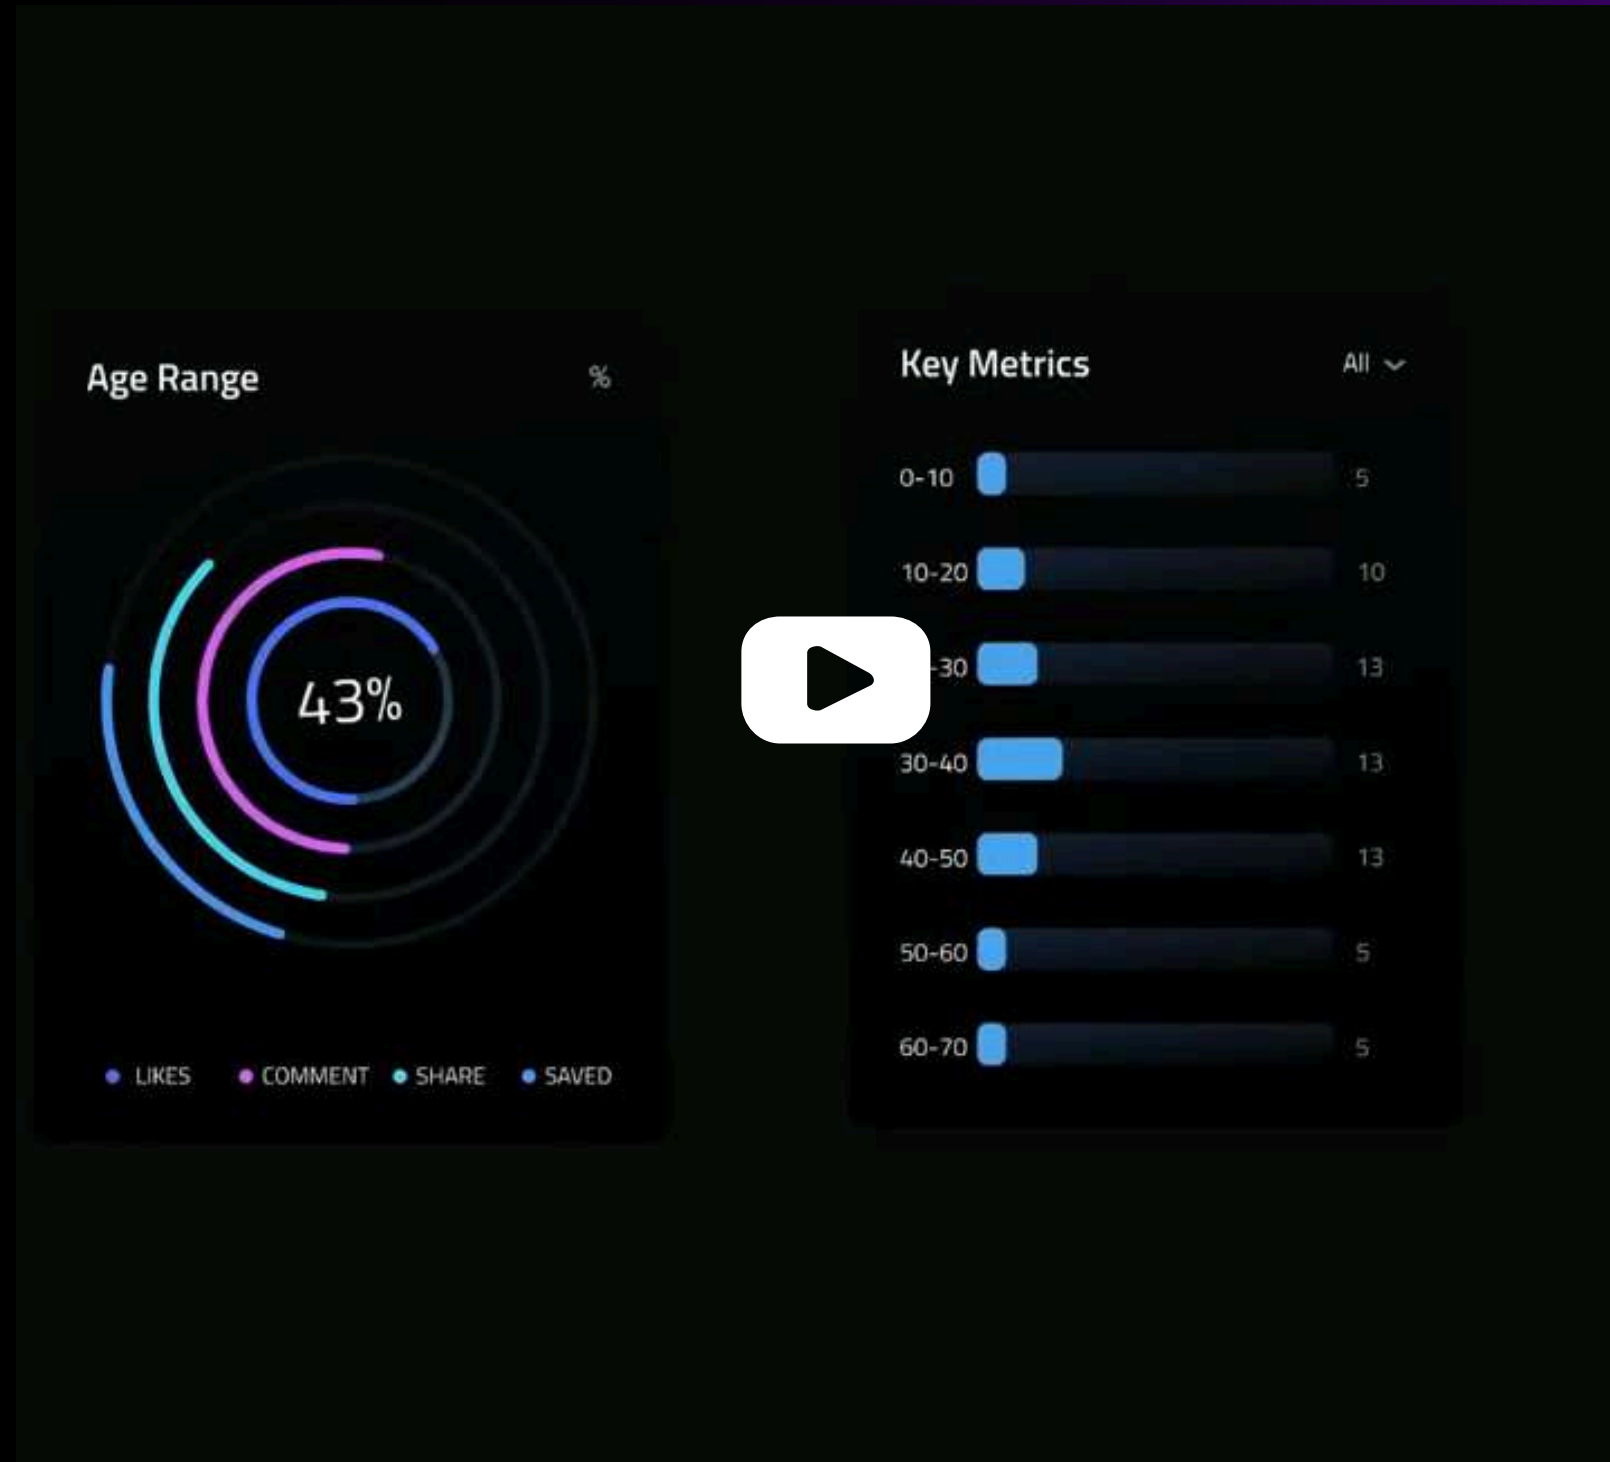 Age Range %
43%
LIKES COMMENT SHARE SAVED
Key Metrics All
0-10 5
10-20 10
-30 13
30-40 13
40-50 13
50-60 5
60-70 5